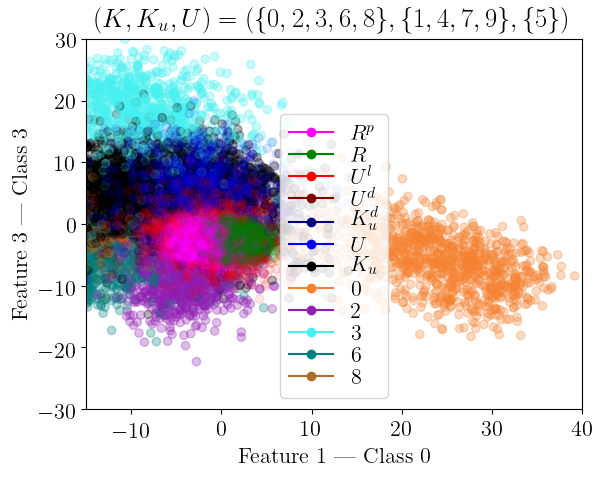 (K, K_u, U) = ({0, 2, 3, 6, 8}, {1, 4, 7, 9}, {5})
30
20
10
0
−10
−20
−30
Feature 3 — Class 3
R^p
R
U^l
U^d
K_u^d
U
K_u
0
2
3
6
8
−10
0
10
20
30
40
Feature 1 — Class 0